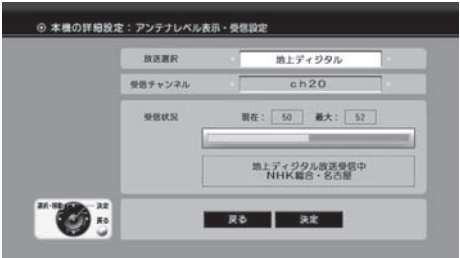 本機の詳細設定：アンテナレベル表示・受信設定
放送選択
地上ディジタル
受信チャンネル
ch20
受信状況
現在： 50 最大： 52
地上ディジタル放送受信中
NHK総合・名古屋
選択・移動
決定
戻る
戻る 決定